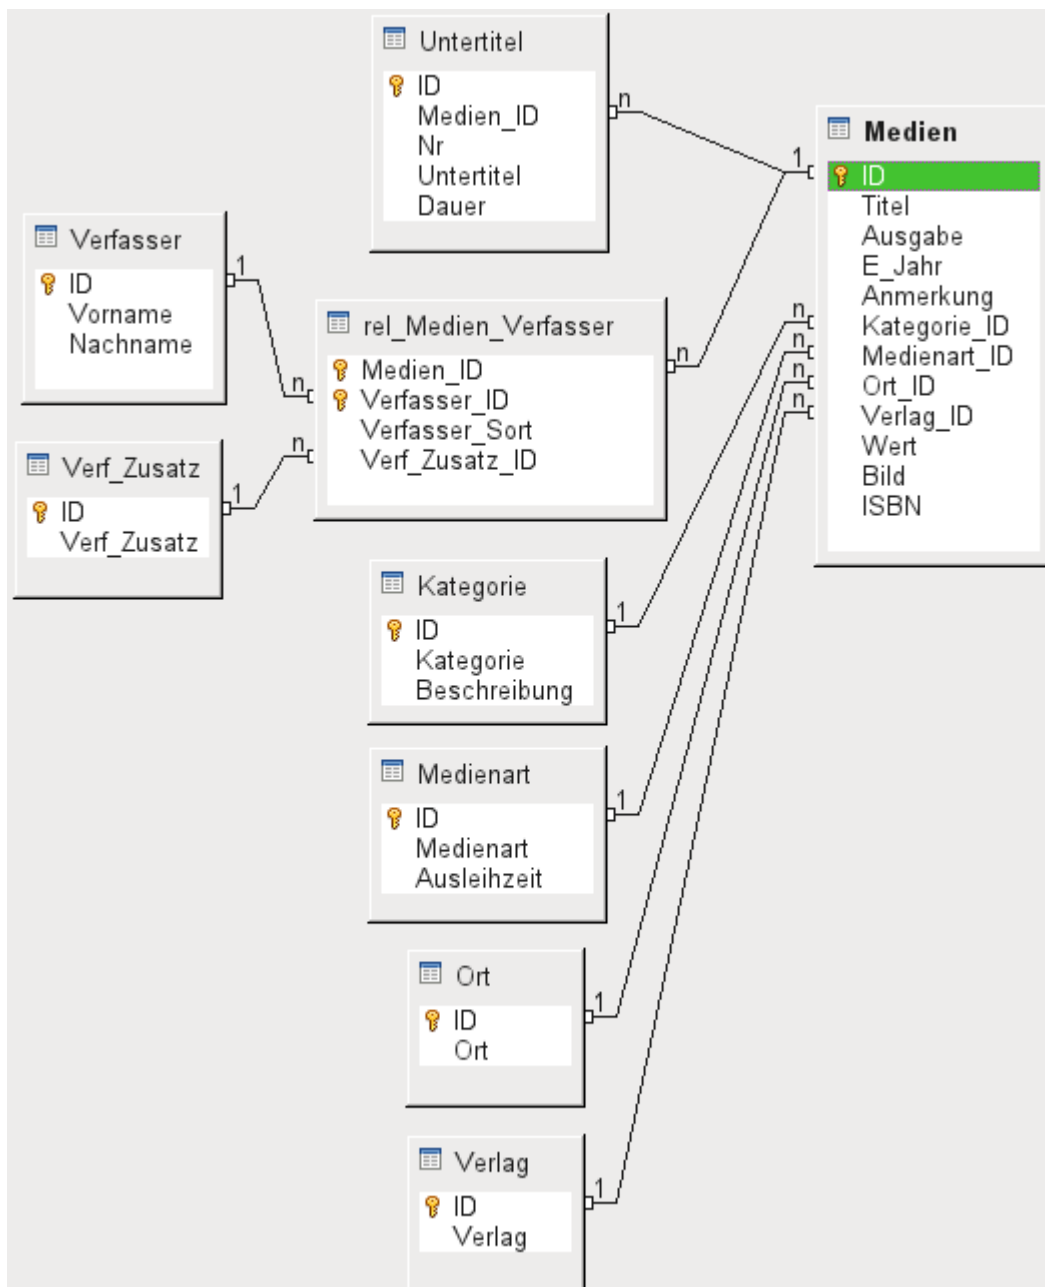 Untertitel
ID
Medien_ID
Nr
Untertitel
Dauer
n
1
Medien
ID
Titel
Ausgabe
E_Jahr
Anmerkung
Kategorie_ID
Medienart_ID
Ort_ID
Verlag_ID
Wert
Bild
ISBN
n
n
n
n
Verfasser
ID
Vorname
Nachname
1
rel_Medien_Verfasser
Medien_ID
Verfasser_ID
Verfasser_Sort
Verf_Zusatz_ID
n
n
n
Verf_Zusatz
ID
Verf_Zusatz
1
Kategorie
ID
Kategorie
Beschreibung
1
Medienart
ID
Medienart
Ausleihzeit
1
Ort
ID
Ort
1
Verlag
ID
Verlag
1